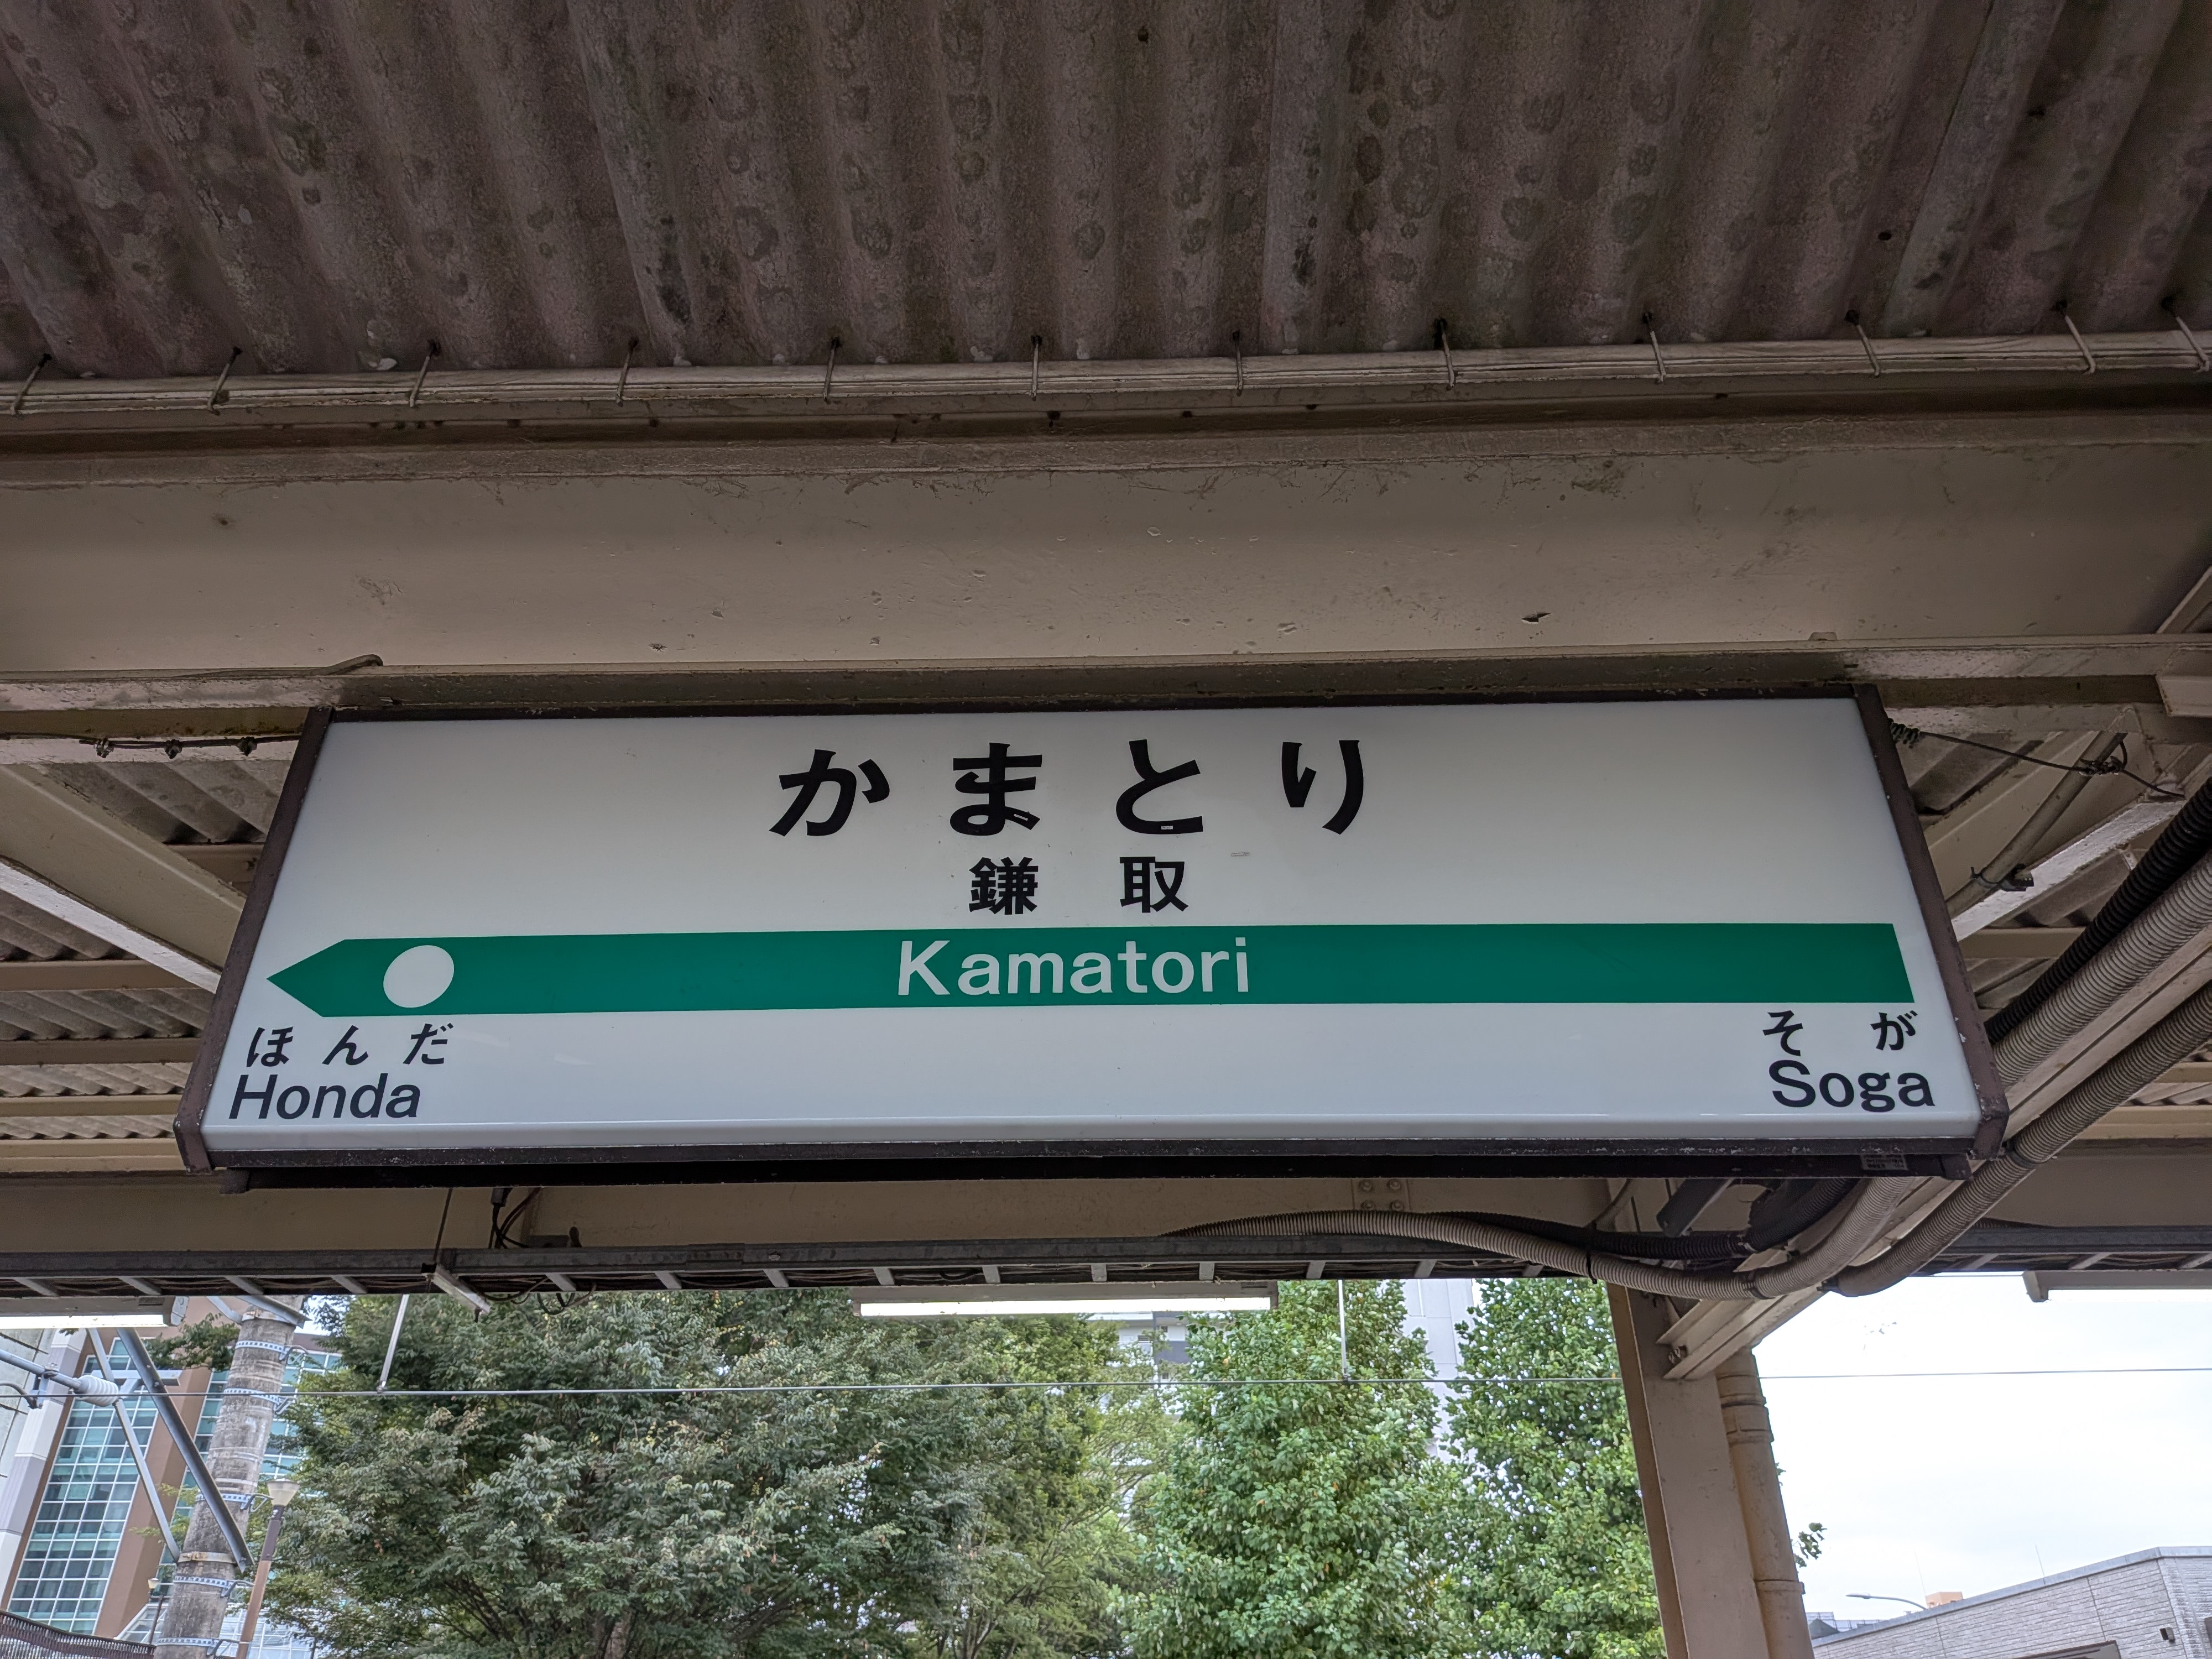 かまとり
鎌取
Kamatori
ほんだ
Honda
そが
Soga